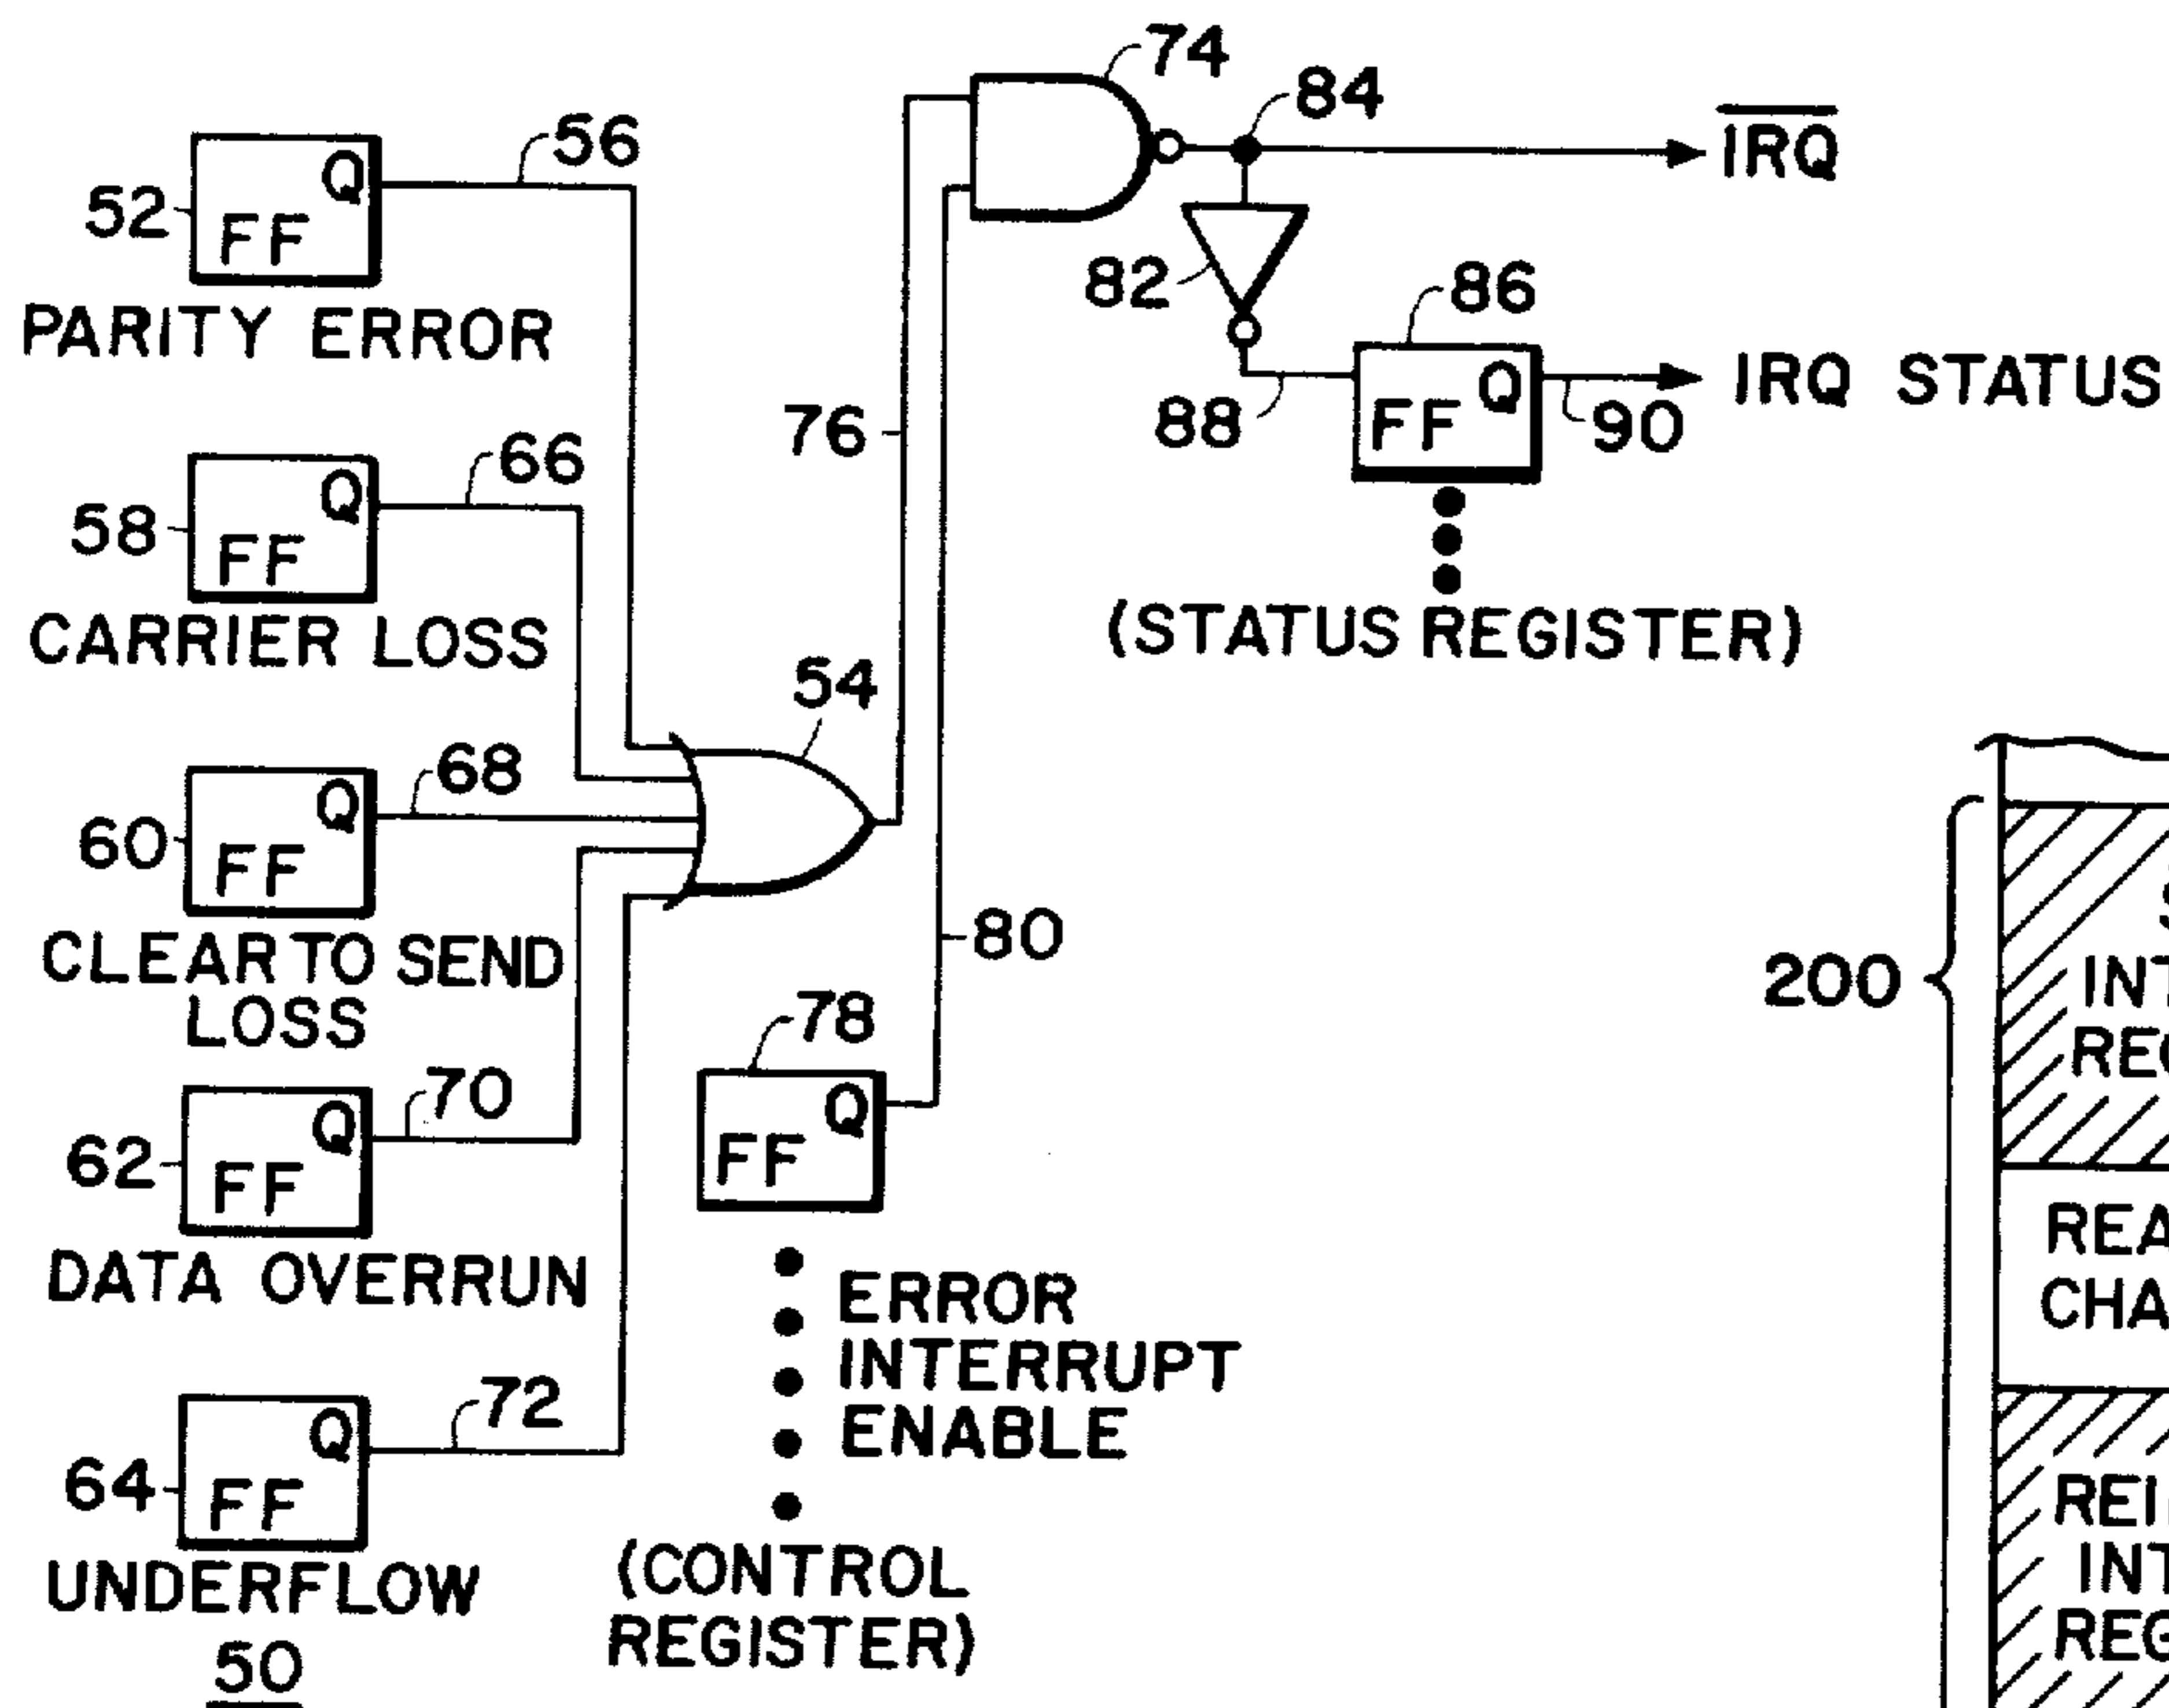 74
84
IRQ
56
Q
52
FF
PARITY ERROR
82
86
Q
FF
IRQ STATUS
88
90
76
(STATUS REGISTER)
66
Q
58
FF
CARRIER LOSS
54
68
Q
60
FF
CLEAR TO SEND
LOSS
80
78
Q
FF
70
Q
62
FF
DATA OVERRUN
ERROR
INTERRUPT
ENABLE
72
Q
64
FF
UNDERFLOW
(CONTROL
REGISTER)
50
200